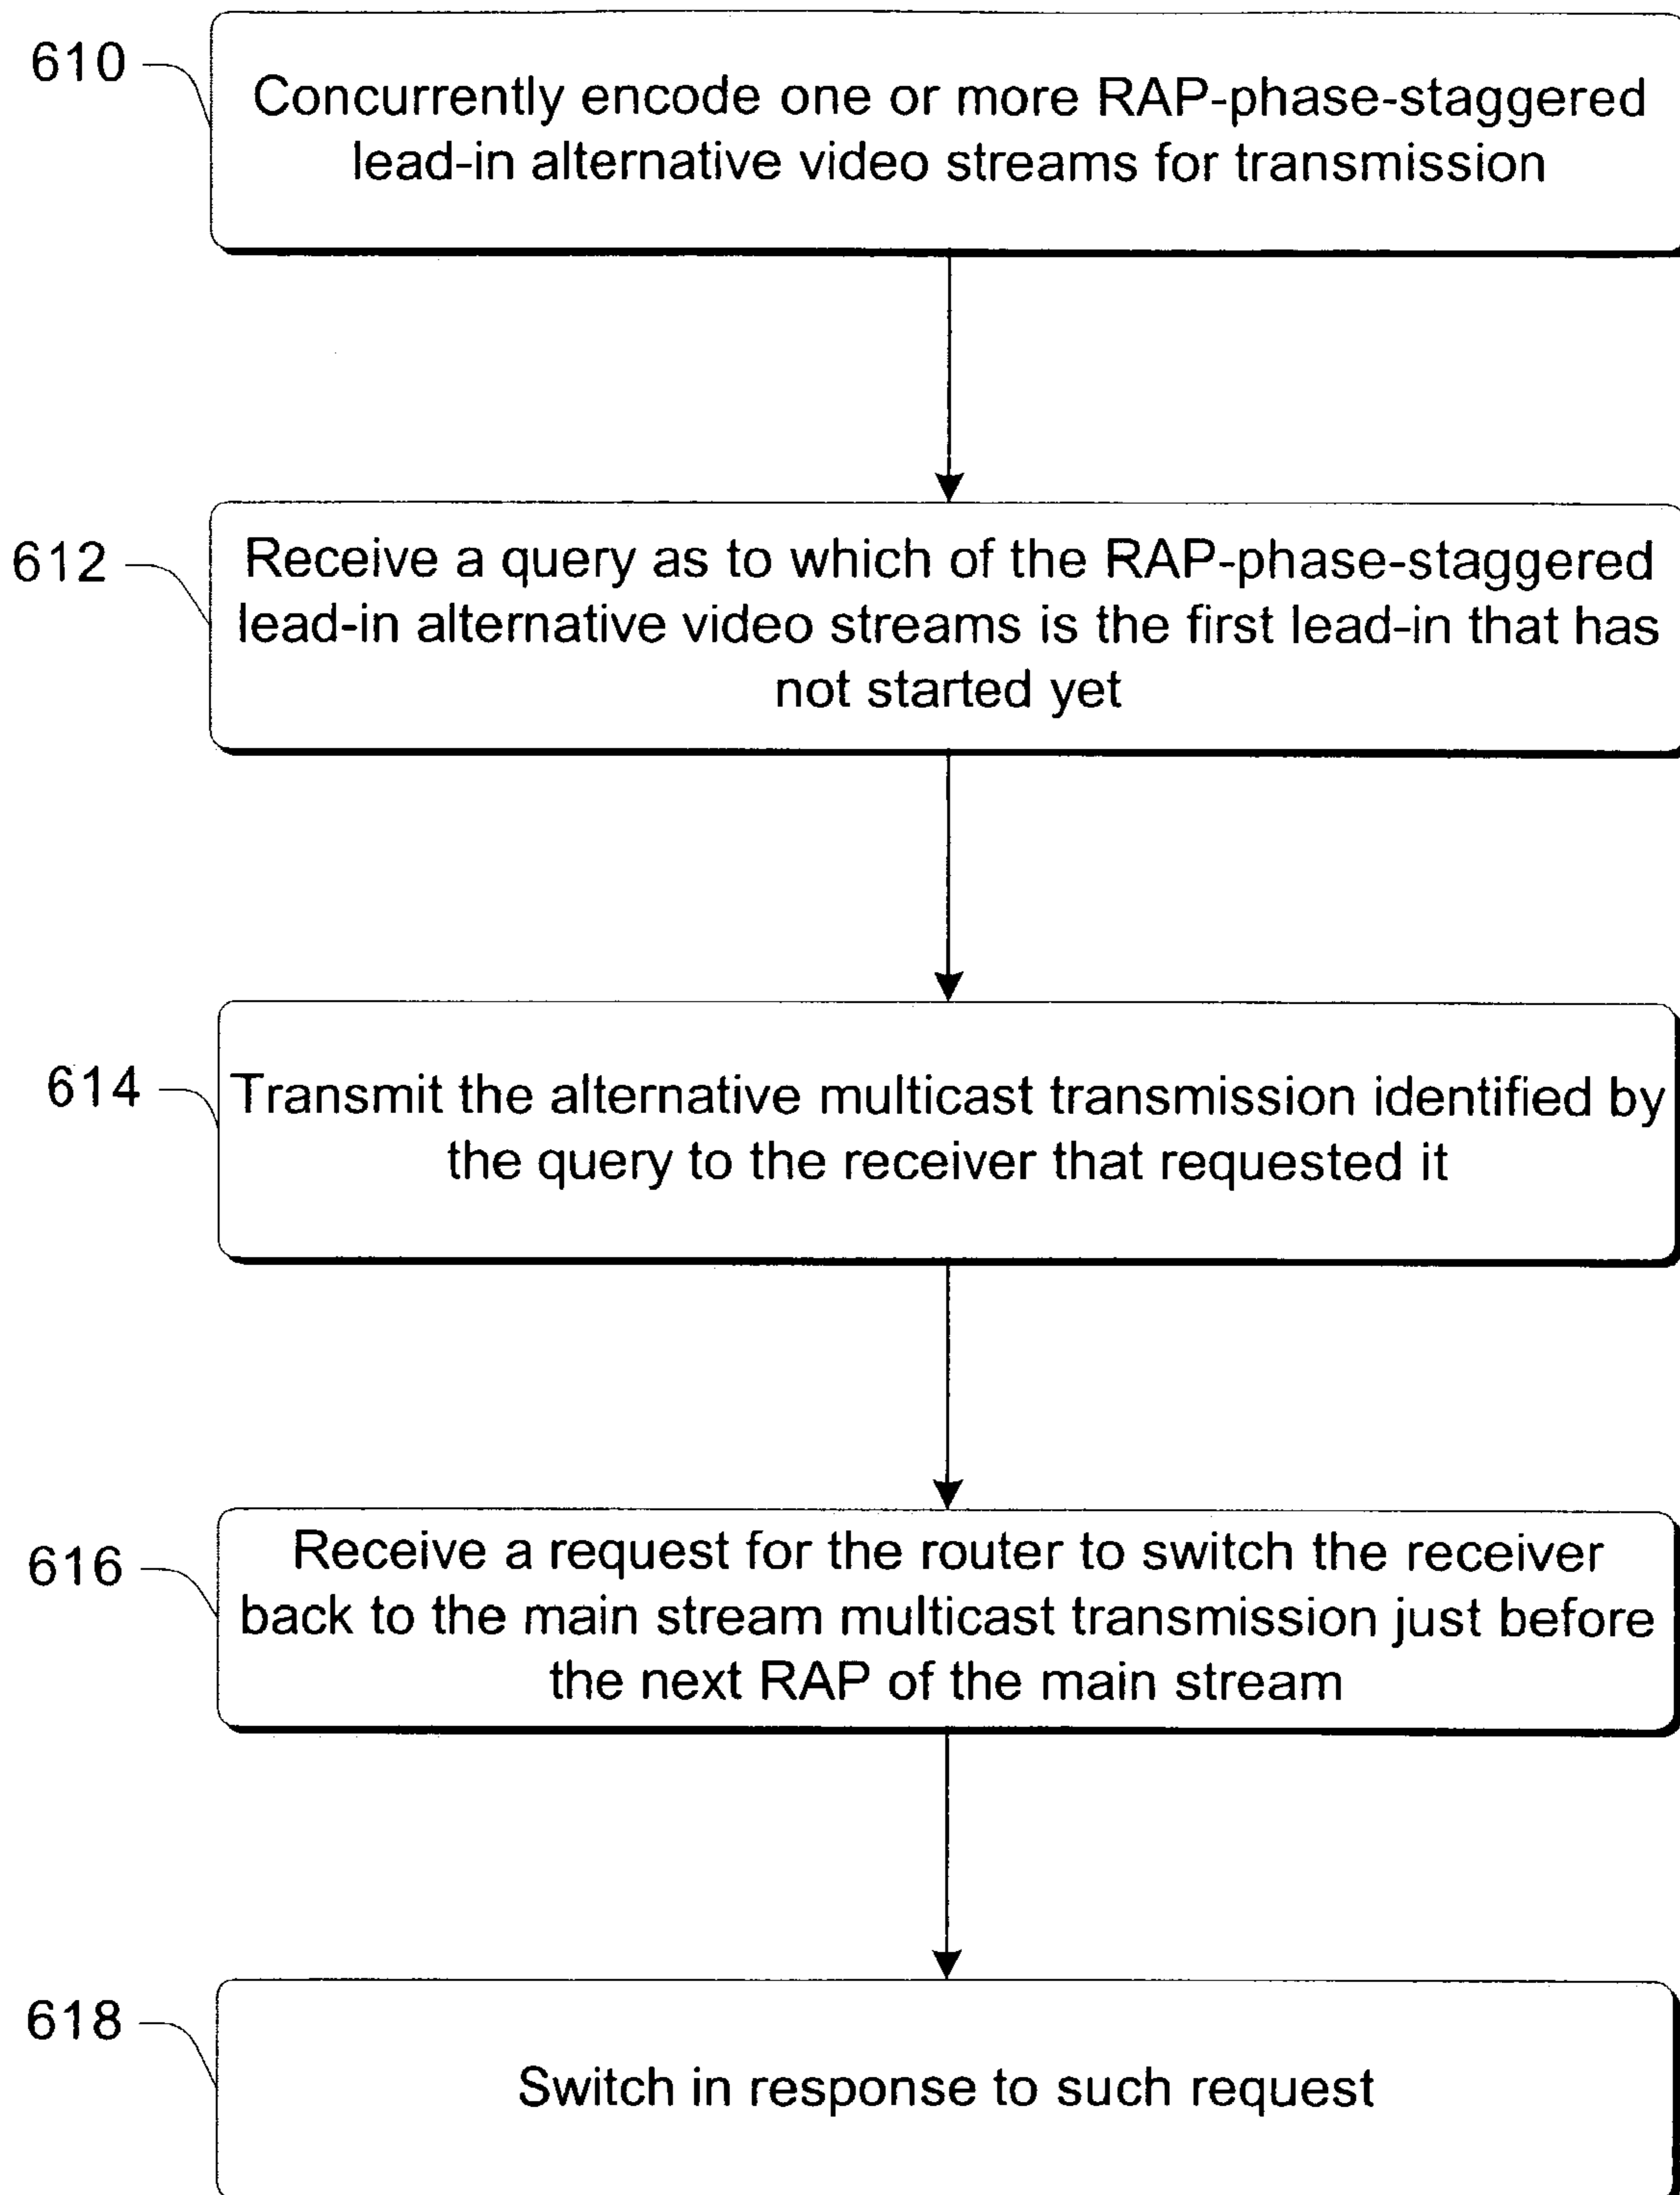 610
Concurrently encode one or more RAP-phase-staggered
lead-in alternative video streams for transmission
612
Receive a query as to which of the RAP-phase-staggered
lead-in alternative video streams is the first lead-in that has
not started yet
614
Transmit the alternative multicast transmission identified by
the query to the receiver that requested it
616
Receive a request for the router to switch the receiver
back to the main stream multicast transmission just before
the next RAP of the main stream
618
Switch in response to such request